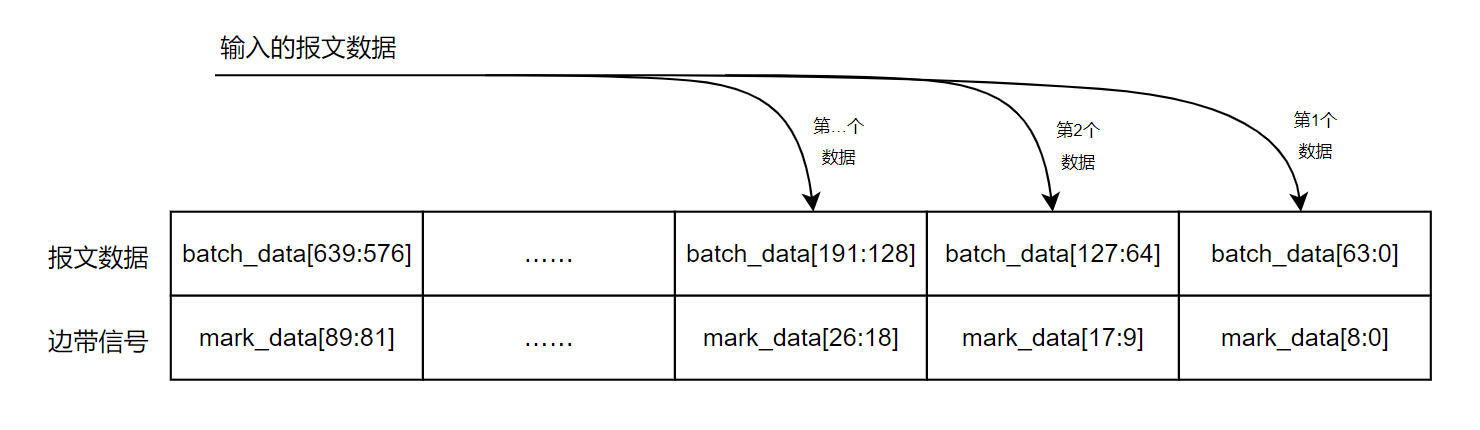 输入的报文数据
第…个
数据
第2个
数据
第1个
数据
报文数据 batch_data[639:576] …… batch_data[191:128] batch_data[127:64] batch_data[63:0]
边带信号 mark_data[89:81] …… mark_data[26:18] mark_data[17:9] mark_data[8:0]